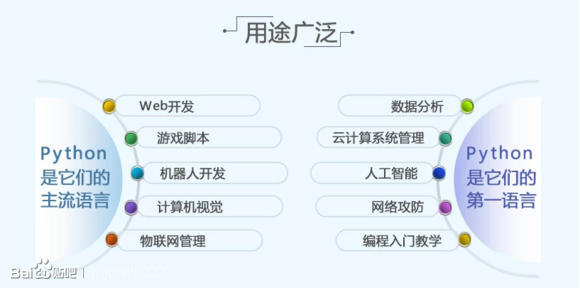 用途广泛
Python
是它们的
主流语言
Web开发
游戏脚本
机器人开发
计算机视觉
物联网管理
数据分析
云计算系统管理
人工智能
网络攻防
编程入门教学
Python
是它们的
第一语言
Bai贴吧